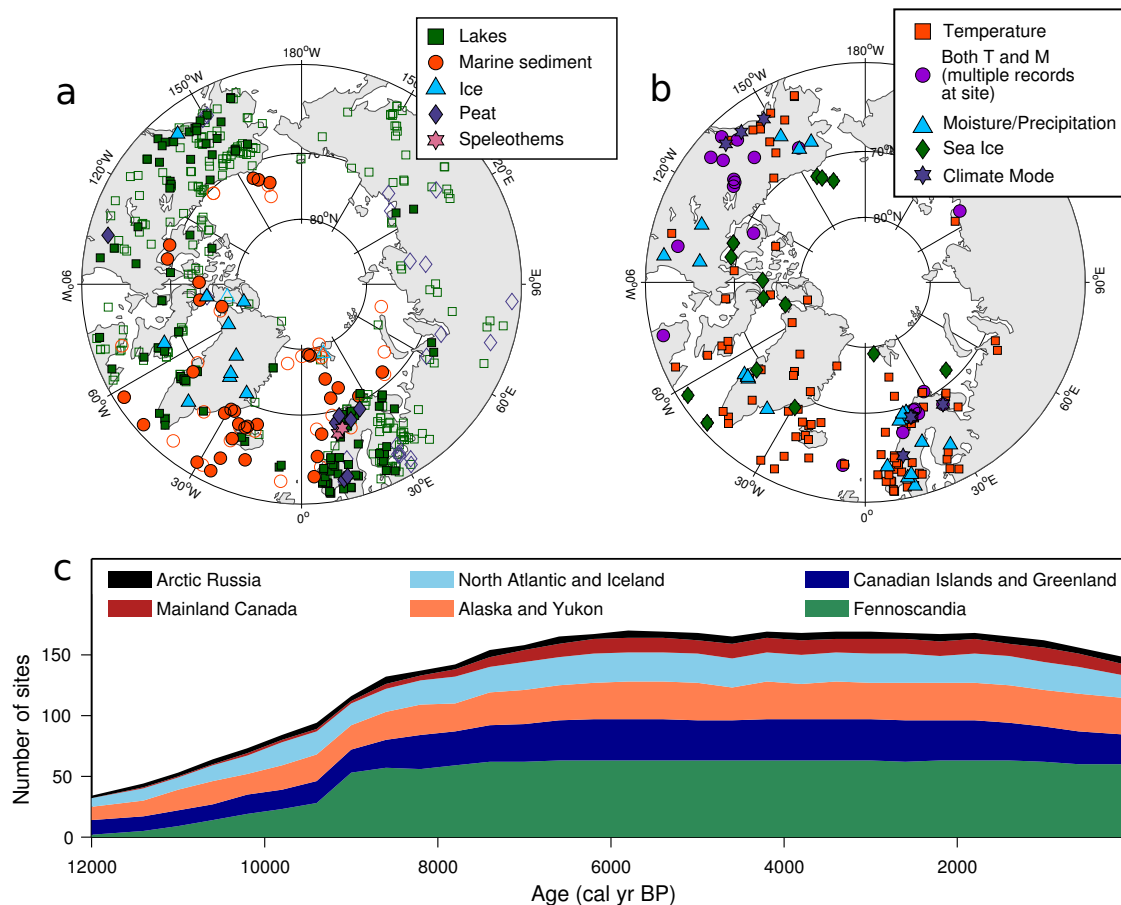 a
Lakes
Marine sediment
Ice
Peat
Speleothems
180°W
150°W
120°W
90°W
60°W
30°W
0°
30°E
60°E
90°E
20°E
15
70°N
80°N
b
Temperature
Both T and M
(multiple records
at site)
Moisture/Precipitation
Sea Ice
Climate Mode
180°W
150°W
120°W
90°W
60°W
30°W
0°
30°E
60°E
90°E
70°N
80°N
c
Arctic Russia
North Atlantic and Iceland
Canadian Islands and Greenland
Mainland Canada
Alaska and Yukon
Fennoscandia
Number of sites
150
100
50
0
12000
10000
8000
6000
4000
2000
Age (cal yr BP)